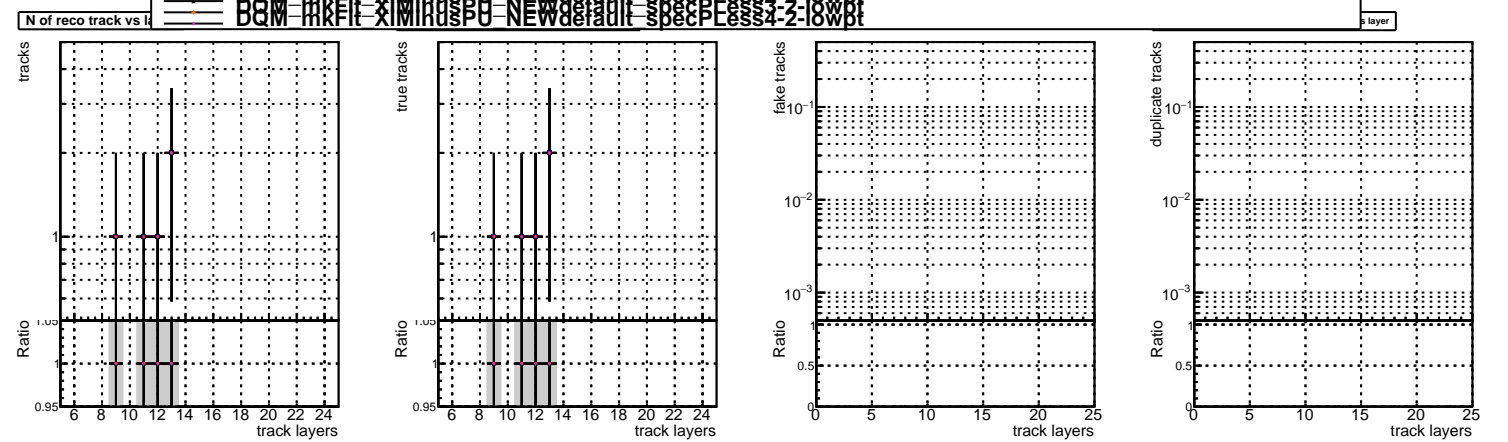 DQM_mkFit_XiMinusPU_NEWdefault_specPLess3-2-lowpt
DQM_mkFit_XiMinusPU_NEWdefault_specPLess4-2-lowpt
N of reco track vs
s layer
tracks
1
1.05
Ratio
1
0.95
6 8 10 12 14 16 18 20 22 24
track layers
true tracks
1
1.05
Ratio
1
0.95
6 8 10 12 14 16 18 20 22 24
track layers
fake tracks
10−1
10−2
10−3
Ratio
1
0.5
0
0 5 10 15 20 25
track layers
duplicate tracks
10−1
10−2
10−3
Ratio
1
0.5
0
0 5 10 15 20 25
track layers